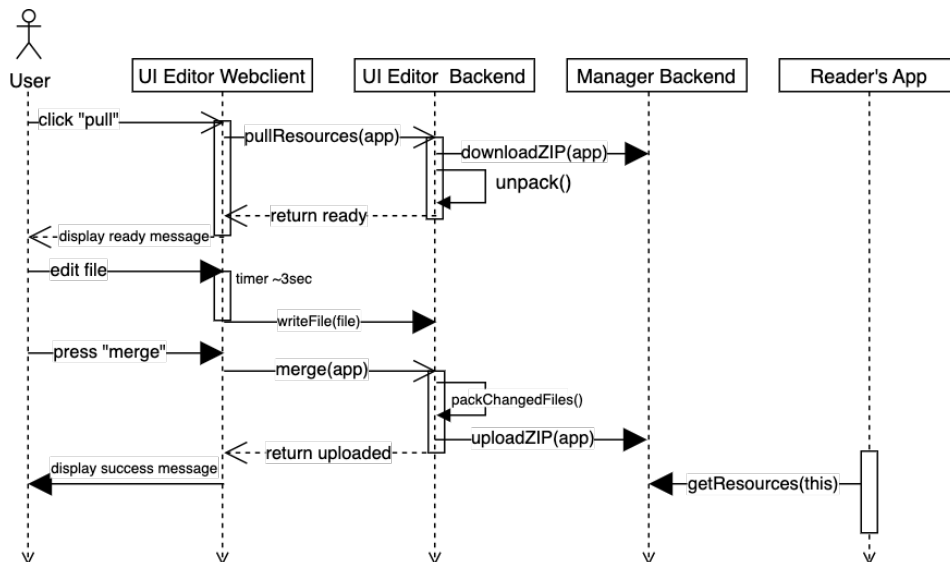 User
UI Editor Webclient
UI Editor Backend
Manager Backend
Reader's App
click "pull"
pullResources(app)
downloadZIP(app)
unpack()
return ready
display ready message
edit file
timer ~3sec
writeFile(file)
press "merge"
merge(app)
packChangedFiles()
uploadZIP(app)
return uploaded
display success message
getResources(this)